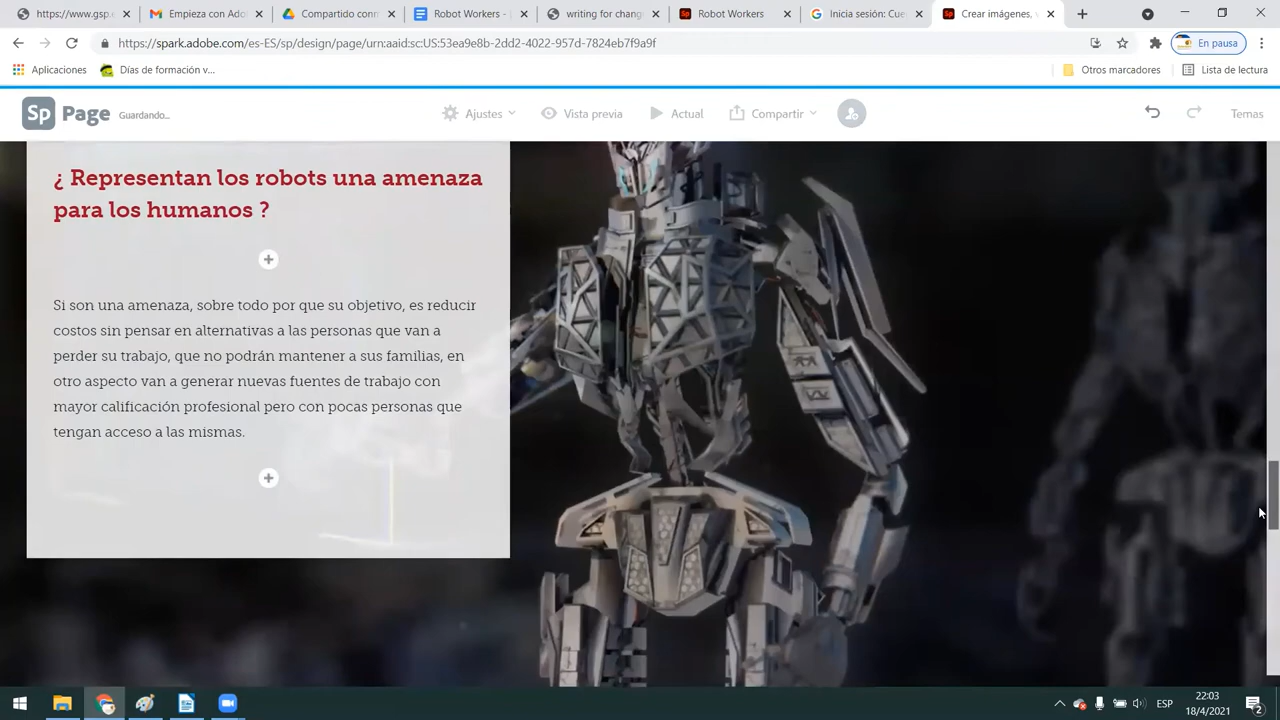 https://www.gsp.e
Empieza con Ado
Compartido conn
Robot Workers - 
writing for chang
Robot Workers
Inicia sesión: Cue
Crear imágenes, v
https://spark.adobe.com/es-ES/sp/design/page/urn:aaid:sc:US:53ea9e8b-2dd2-4022-957d-7824eb7f9a9f
En pausa
Aplicaciones
Días de formación v...
Otros marcadores
Lista de lectura
Sp Page Guardando...
Ajustes
Vista previa
Actual
Compartir
Temas
¿ Representan los robots una amenaza
para los humanos ?
Si son una amenaza, sobre todo por que su objetivo, es reducir
costos sin pensar en alternativas a las personas que van a
perder su trabajo, que no podrán mantener a sus familias, en
otro aspecto van a generar nuevas fuentes de trabajo con
mayor calificación profesional pero con pocas personas que
tengan acceso a las mismas.
ESP
22:03
18/4/2021
2